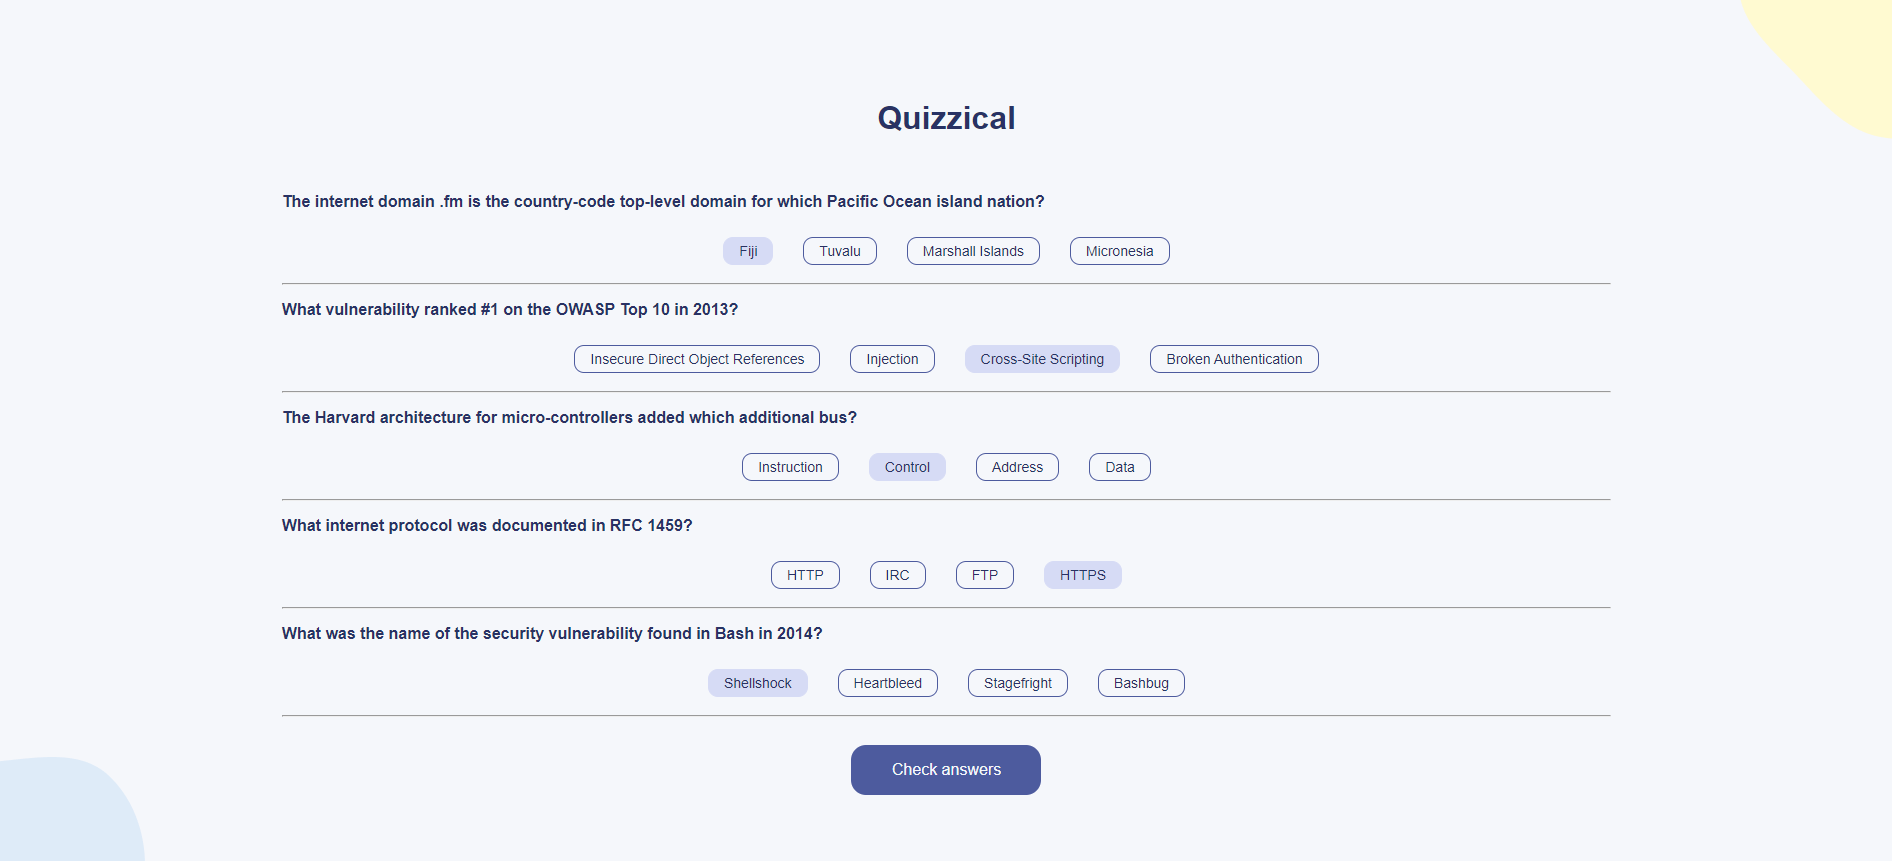 Quizzical
The internet domain .fm is the country-code top-level domain for which Pacific Ocean island nation?
Fiji Tuvalu Marshall Islands Micronesia
What vulnerability ranked #1 on the OWASP Top 10 in 2013?
Insecure Direct Object References Injection Cross-Site Scripting Broken Authentication
The Harvard architecture for micro-controllers added which additional bus?
Instruction Control Address Data
What internet protocol was documented in RFC 1459?
HTTP IRC FTP HTTPS
What was the name of the security vulnerability found in Bash in 2014?
Shellshock Heartbleed Stagefright Bashbug
Check answers